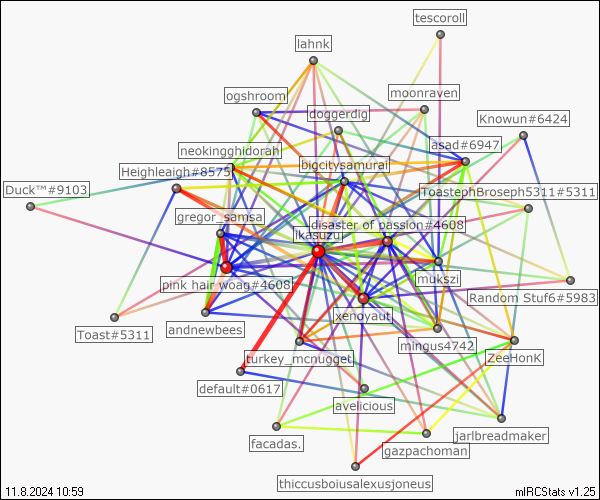 tescoroll
lahnk
moonraven
ogshroom
doggerdig
Knowun#6424
asad#6947
neokingghidorah
bigcitysamurai
Heighleigh#8575
Duck™#9103
ToastephBroseph5311#5311
gregor_samsa
disaster of passion#4608
ikasuzu
pink hair woag#4608
mukszi
Random Stuf6#5983
xenoyaut
Toast#5311
andnewbees
mingus4742
turkey_mcnugget
ZeeHonK
default#0617
avelicious
facadas.
jarlbreadmaker
gazpachoman
thiccusboiusalexusjoneus
11.8.2024 10:59
mIRCStats v1.25